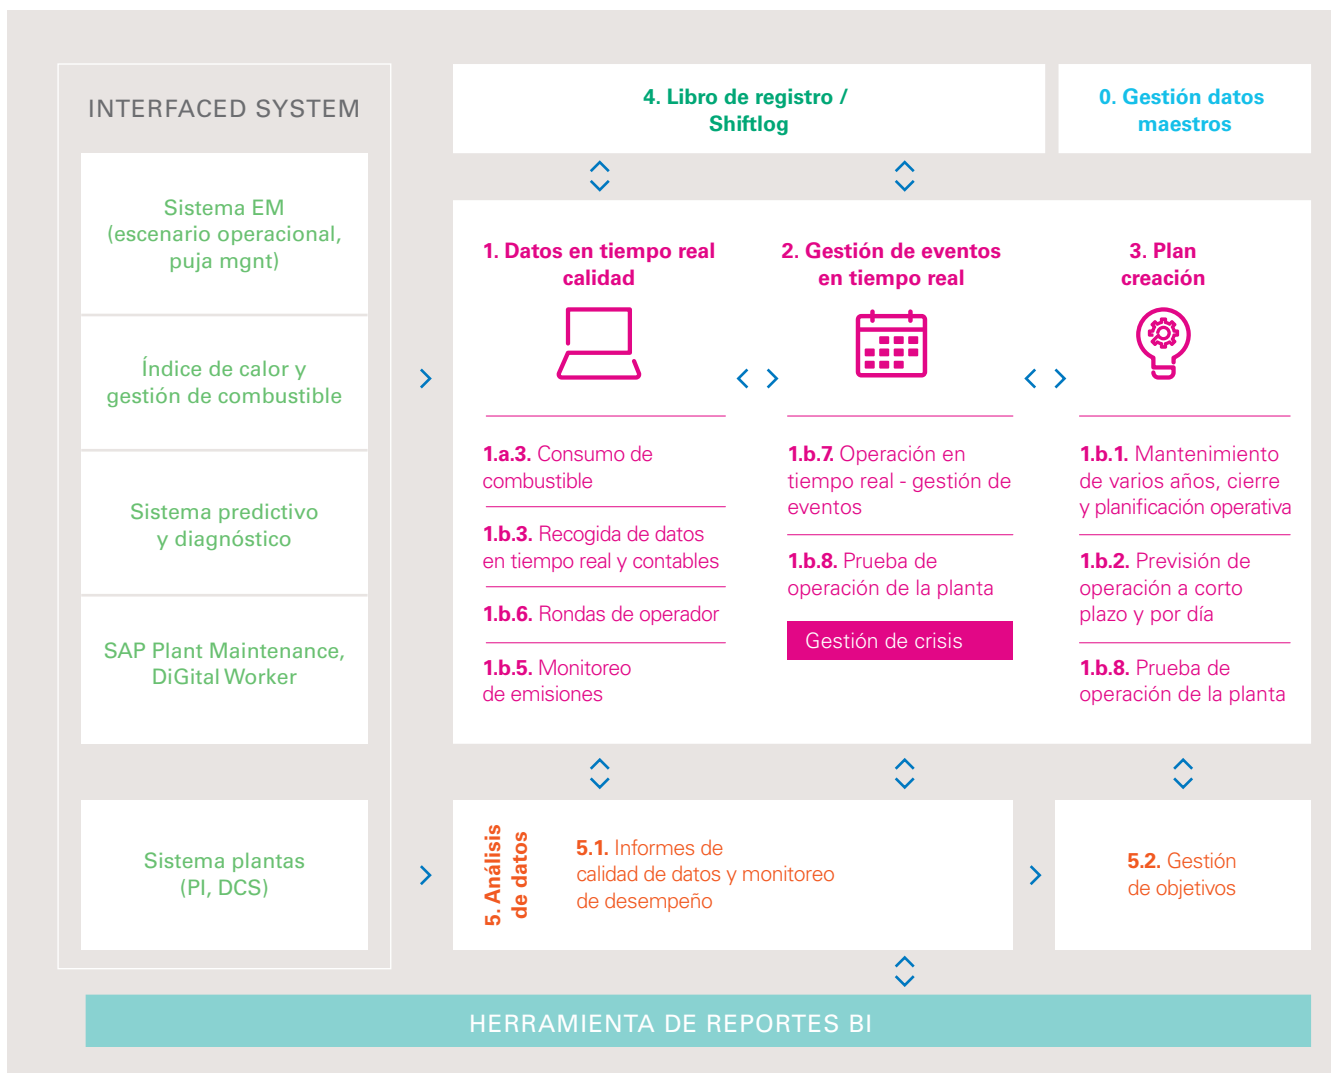 INTERFACED SYSTEM
Sistema EM
(escenario operacional,
puja mgnt)
Índice de calor y
gestión de combustible
Sistema predictivo
y diagnóstico
SAP Plant Maintenance,
DiGital Worker
Sistema plantas
(PI, DCS)
4. Libro de registro /
Shiftlog
0. Gestión datos
maestros
1. Datos en tiempo real
calidad
1.a.3. Consumo de
combustible
1.b.3. Recogida de datos
en tiempo real y contables
1.b.6. Rondas de operador
1.b.5. Monitoreo
de emisiones
2. Gestión de eventos
en tiempo real
1.b.7. Operación en
tiempo real - gestión de
eventos
1.b.8. Prueba de
operación de la planta
Gestión de crisis
3. Plan
creación
1.b.1. Mantenimiento
de varios años, cierre
y planificación operativa
1.b.2. Previsión de
operación a corto
plazo y por día
1.b.8. Prueba de
operación de la planta
5. Análisis
de datos
5.1. Informes de
calidad de datos y monitoreo
de desempeño
5.2. Gestión
de objetivos
HERRAMIENTA DE REPORTES BI